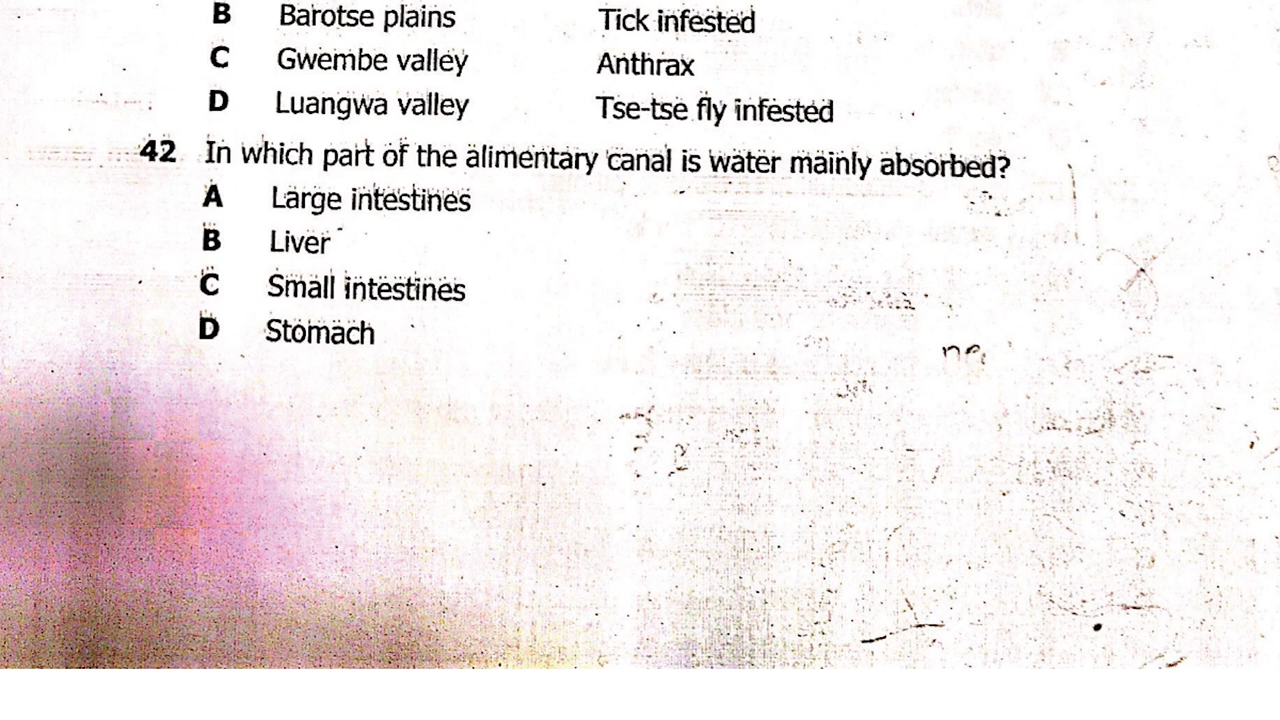 B Barotse plains Tick infested
C Gwembe valley Anthrax
D Luangwa valley Tse-tse fly infested
42 In which part of the alimentary canal is water mainly absorbed?
A Large intestines
B Liver
C Small intestines
D Stomach